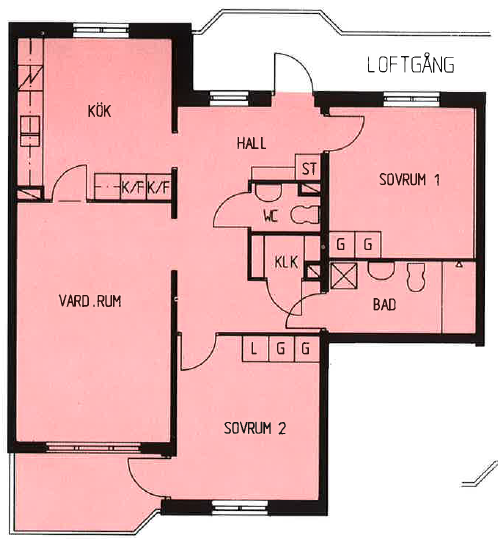 LOFTGÅNG
KÖK
HALL
ST
SOVRUM 1
K/F K/F
WC
G G
KLK
VARD.RUM
BAD
L G G
SOVRUM 2